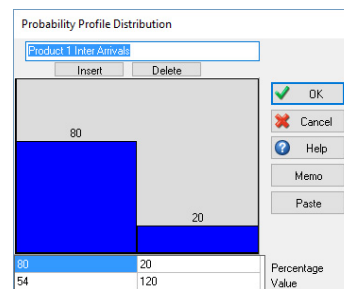 Probability Profile Distribution
Product 1 Inter Arrivals
Insert Delete
80
20
OK
Cancel
Help
Memo
Paste
80 20 Percentage
54 120 Value